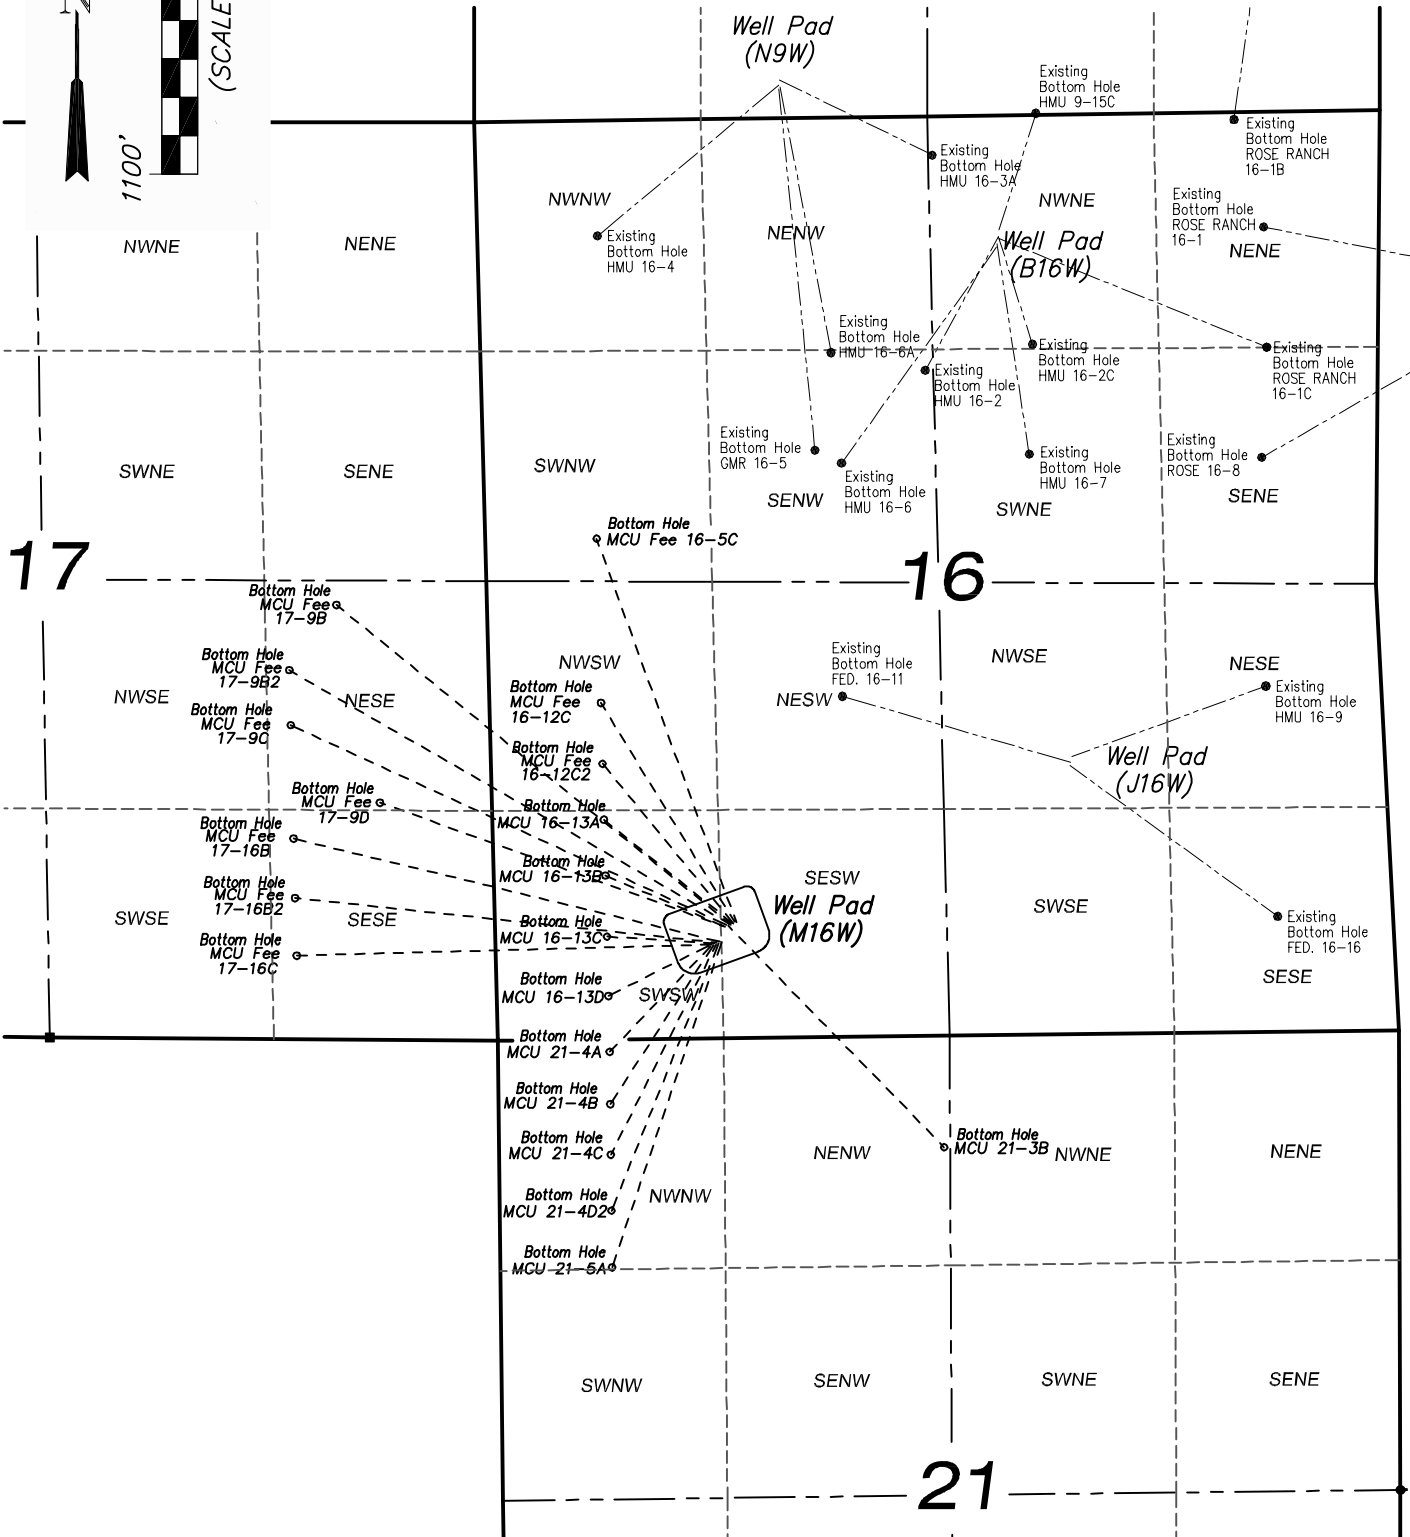 N
1100'
(SCALE
Well Pad
(N9W)
Existing
Bottom Hole
HMU 9-15C
Existing
Bottom Hole
ROSE RANCH
16-1B
Existing
Bottom Hole
HMU 16-3A
NWNW
NWNE
Existing
Bottom Hole
ROSE RANCH
16-1
NWNE
NENE
Existing
Bottom Hole
HMU 16-4
NENW
Well Pad
(B16W)
NENE
Existing
Bottom Hole
HMU 16-6A
Existing
Bottom Hole
HMU 16-2
Existing
Bottom Hole
HMU 16-2C
Existing
Bottom Hole
ROSE RANCH
16-1C
SWNE
SENE
SWNW
Existing
Bottom Hole
GMR 16-5
SENW
Existing
Bottom Hole
HMU 16-6
Existing
Bottom Hole
HMU 16-7
SWNE
Existing
Bottom Hole
ROSE 16-8
SENE
Bottom Hole
MCU Fee 16-5C
17
16
Bottom Hole
MCU Fee
17-9B
Bottom Hole
MCU Fee
17-9B2
NWSE
NESE
Bottom Hole
MCU Fee
17-9C
NWSW
Bottom Hole
MCU Fee
16-12C
Bottom Hole
MCU Fee
16-12C2
Existing
Bottom Hole
FED. 16-11
NESW
NWSE
NESE
Existing
Bottom Hole
HMU 16-9
Well Pad
(J16W)
Bottom Hole
MCU Fee
17-9D
Bottom Hole
MCU 16-13A
Bottom Hole
MCU Fee
17-16B
Bottom Hole
MCU 16-13B
Bottom Hole
MCU Fee
17-16B2
SWSE
SESE
SESW
Well Pad
(M16W)
SWSE
Existing
Bottom Hole
FED. 16-16
SESE
Bottom Hole
MCU 16-13C
Bottom Hole
MCU Fee
17-16C
Bottom Hole
MCU 16-13D
SWSW
Bottom Hole
MCU 21-4A
Bottom Hole
MCU 21-4B
Bottom Hole
MCU 21-4C
NENW
Bottom Hole
MCU 21-3B
NWNE
NENE
Bottom Hole
MCU 21-4D2
NWNW
Bottom Hole
MCU 21-5A
SWNW
SENW
SWNE
SENE
21